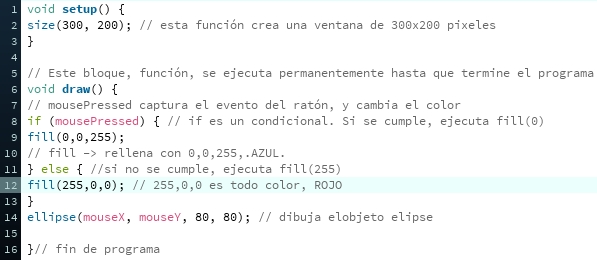 1 void setup() {
2 size(300, 200); // esta función crea una ventana de 300x200 pixeles
3 }
4
5 // Este bloque, función, se ejecuta permanentemente hasta que termine el programa
6 void draw() {
7 // mousePressed captura el evento del ratón, y cambia el color
8 if (mousePressed) { // if es un condicional. Si se cumple, ejecuta fill(0)
9 fill(0,0,255);
10 // fill -> rellena con 0,0,255,.AZUL.
11 } else { //si no se cumple, ejecuta fill(255)
12 fill(255,0,0); // 255,0,0 es todo color, ROJO
13 }
14 ellipse(mouseX, mouseY, 80, 80); // dibuja elobjeto elipse
15
16 }// fin de programa